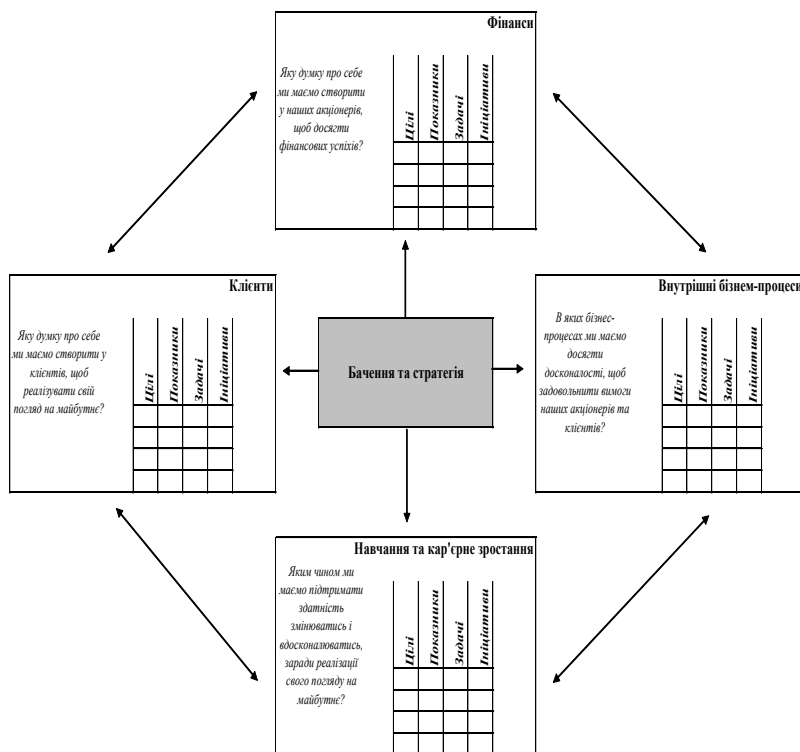 Фінанси
Яку думку про себе
ми маємо створити
у наших акціонерів,
щоб досягти
фінансових успіхів?
Цілі
Показники
Задачі
Ініціативи
Клієнти
Яку думку про себе
ми маємо створити у
клієнтів, щоб
реалізувати свій
погляд на майбутнє?
Цілі
Показники
Задачі
Ініціативи
Бачення та стратегія
Внутрішні бізнем-процеси
В яких бізнес-
процесах ми маємо
досягти
досконалості, щоб
задовольнити вимоги
наших акціонерів та
клієнтів?
Цілі
Показники
Задачі
Ініціативи
Навчання та кар'єрне зростання
Яким чином ми
маємо підтримати
здатність
змінюватись і
вдосконалюватись,
заради реалізації
свого погляду на
майбутнє?
Цілі
Показники
Задачі
Ініціативи